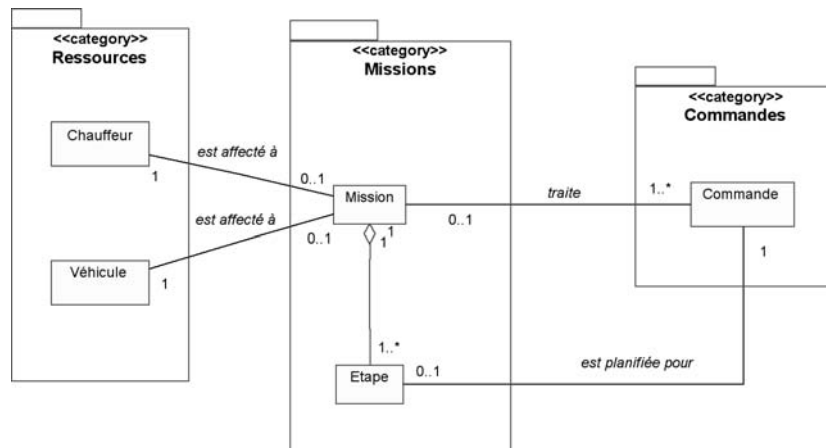 <<category>>
Ressources
Chauffeur
1
est affecté à
0..1
est affecté à
0..1
Véhicule
1
<<category>>
Missions
Mission
1
1
1..*
Etape
0..1
0..1
traite
1..*
<<category>>
Commandes
Commande
1
est planifiée pour